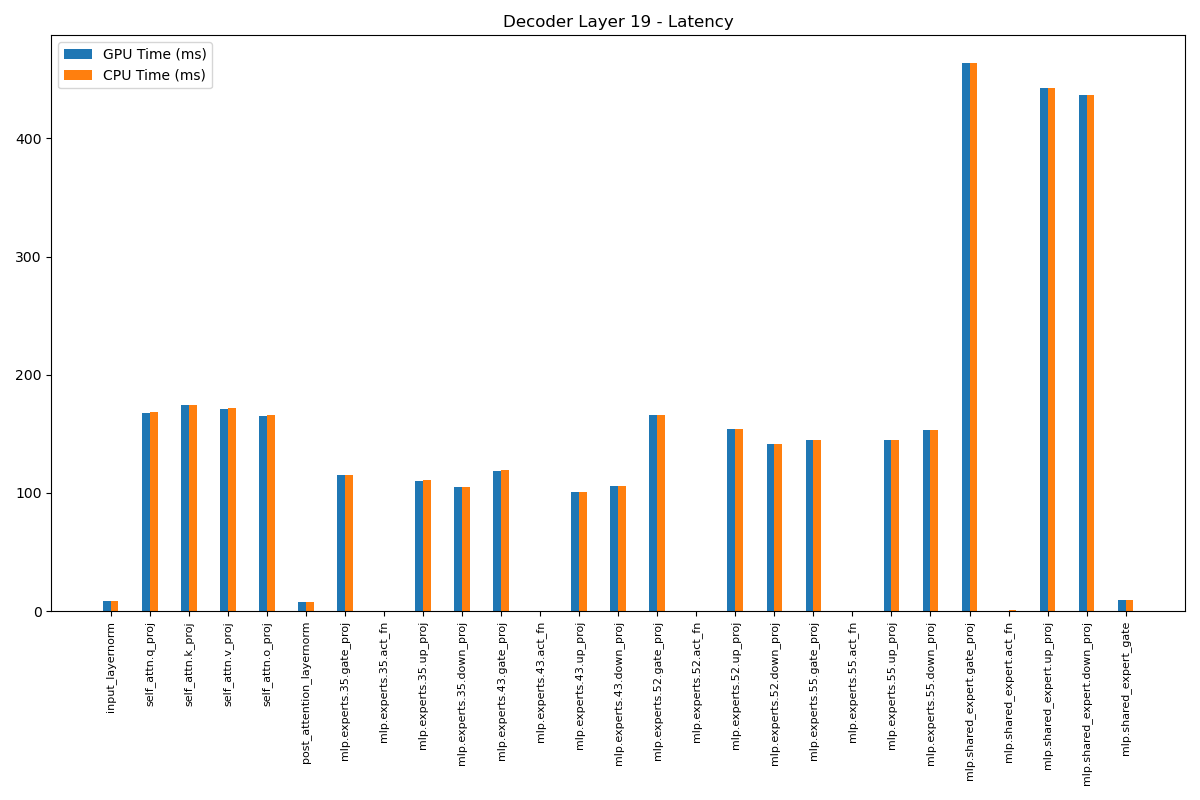 Decoder Layer 19 - Latency
GPU Time (ms)
CPU Time (ms)
400
300
200
100
0
input_layernorm
self_attn.q_proj
self_attn.k_proj
self_attn.v_proj
self_attn.o_proj
post_attention_layernorm
mlp.experts.35.gate_proj
mlp.experts.35.act_fn
mlp.experts.35.up_proj
mlp.experts.35.down_proj
mlp.experts.43.gate_proj
mlp.experts.43.act_fn
mlp.experts.43.up_proj
mlp.experts.43.down_proj
mlp.experts.52.gate_proj
mlp.experts.52.act_fn
mlp.experts.52.up_proj
mlp.experts.52.down_proj
mlp.experts.55.gate_proj
mlp.experts.55.act_fn
mlp.experts.55.up_proj
mlp.experts.55.down_proj
mlp.shared_expert.gate_proj
mlp.shared_expert.act_fn
mlp.shared_expert.up_proj
mlp.shared_expert.down_proj
mlp.shared_expert_gate